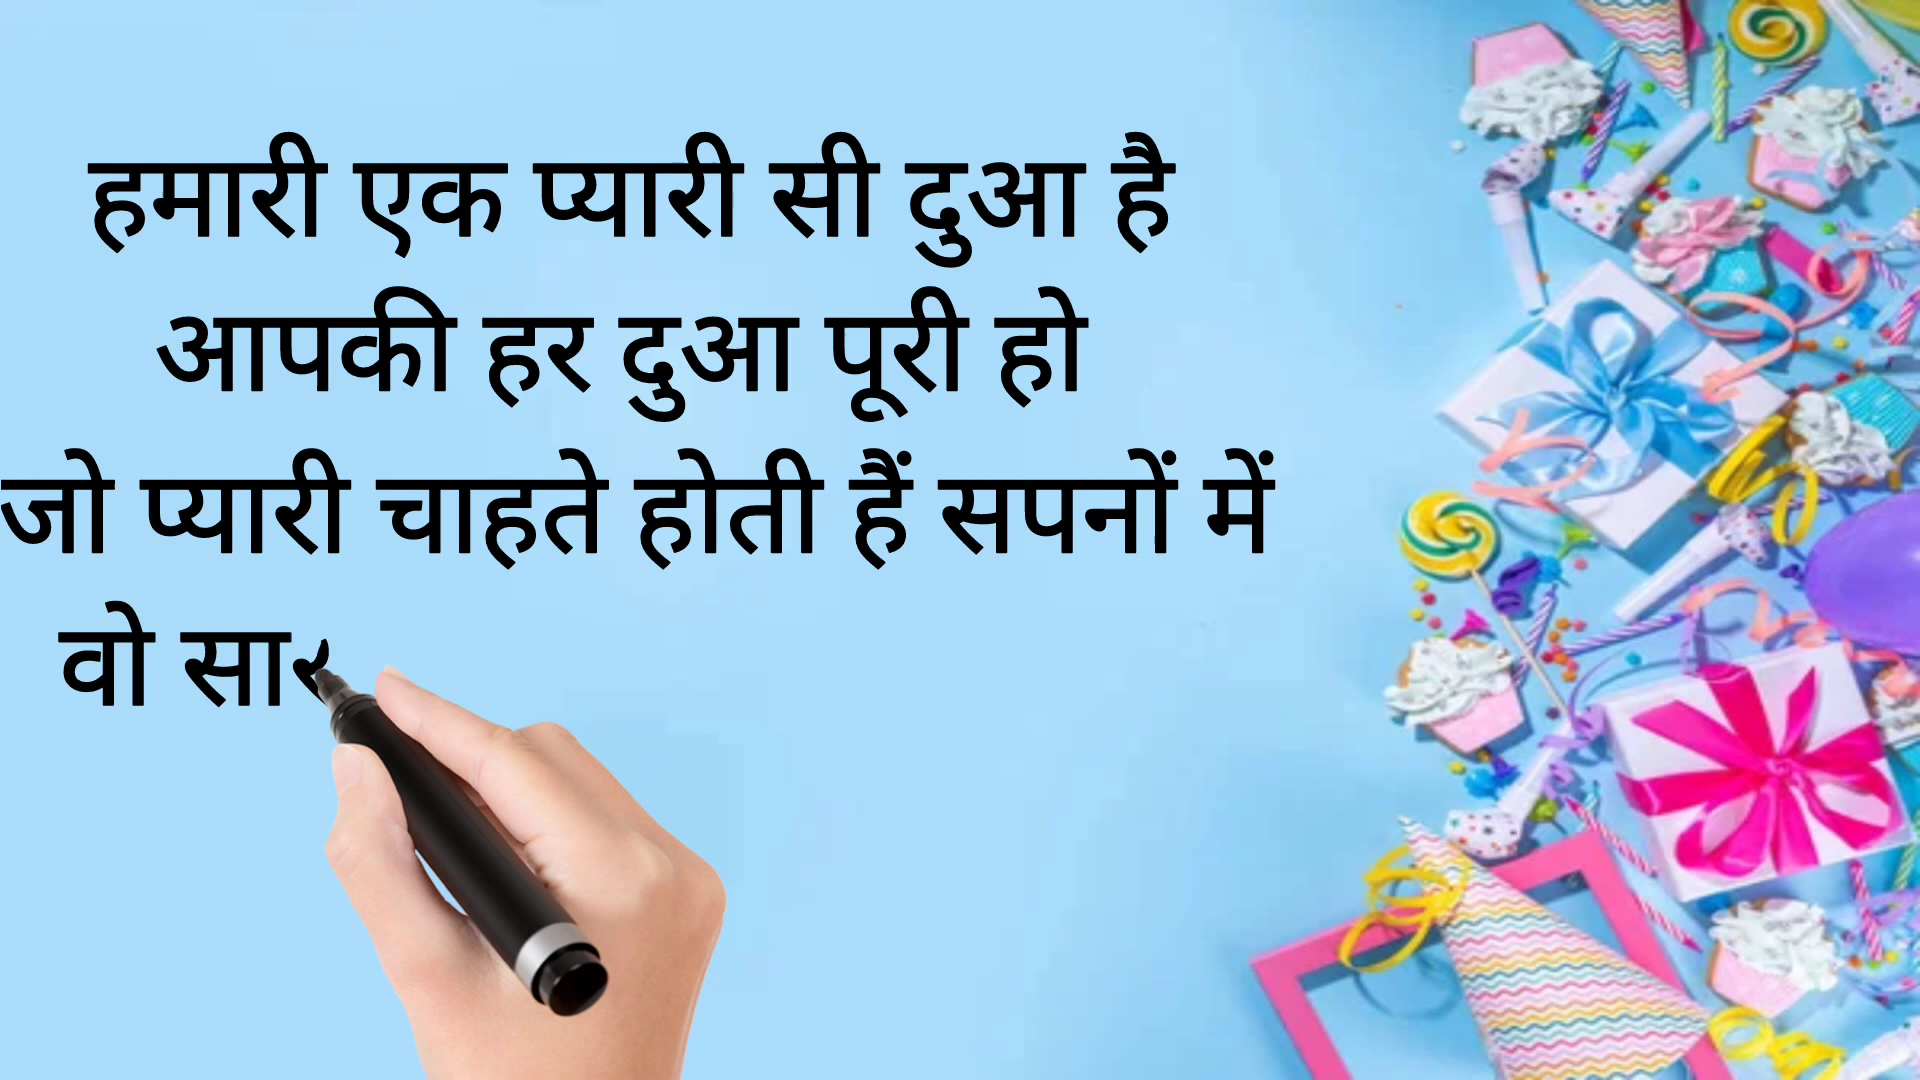 हमारी एक प्यारी सी दुआ है
आपकी हर दुआ पूरी हो
जो प्यारी चाहते होती हैं सपनों में
वो